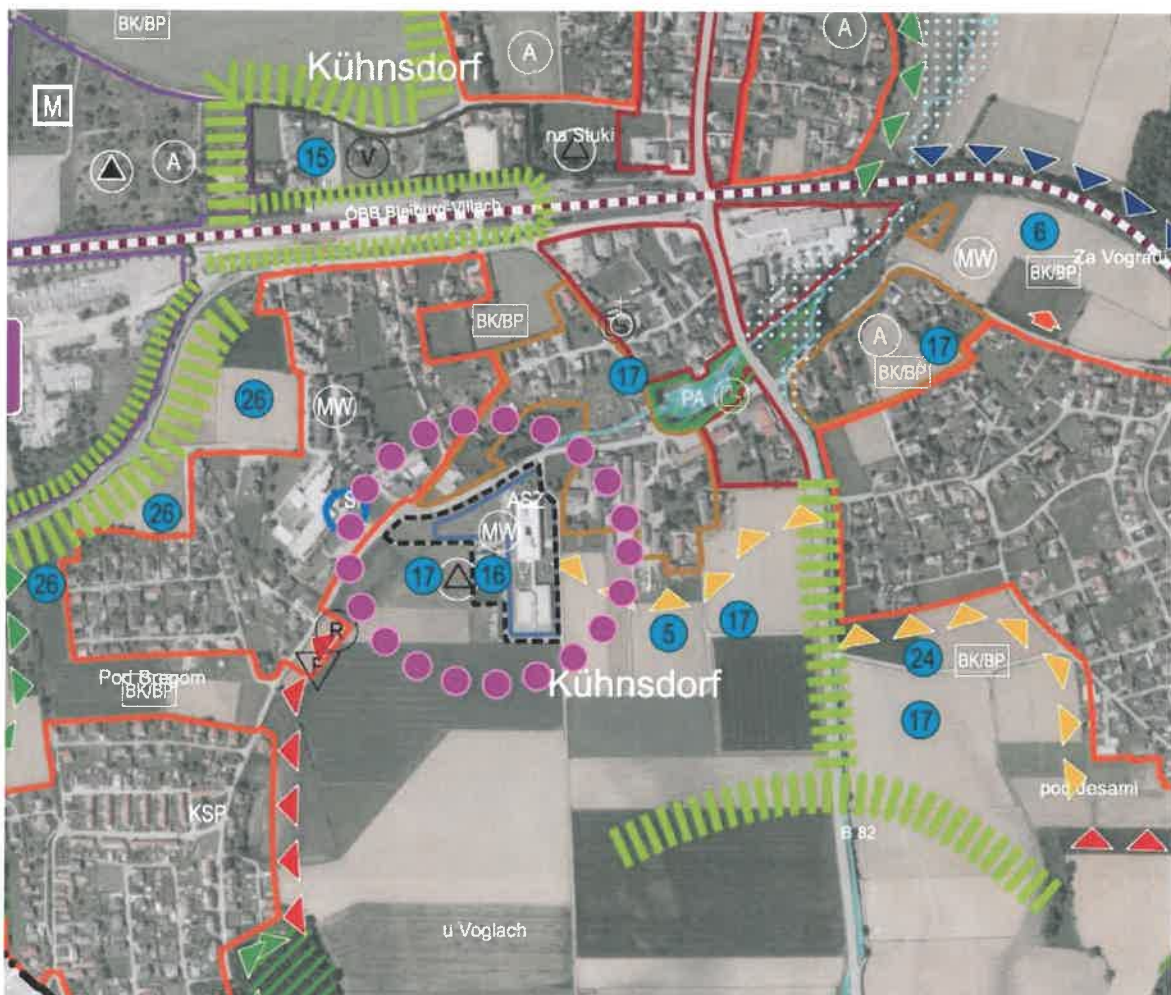 BK/BP
Kühnsdorf
A
A
M
na Stuki
A
15
V
ÖBB Bleiburg-Villach
6
MW
Za Vogradi
BK/BP
BK/BP
A
17
BK/BP
17
PA
26
MW
S
ASZ
MW
26
17
16
26
17
5
R
F
24
BK/BP
Kühnsdorf
Pod Bregom
BK/BP
17
KSP
pod Jesami
B 82
u Voglach